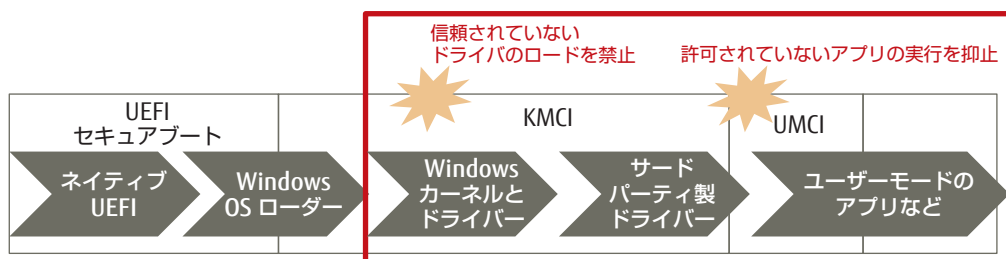 信頼されていない
ドライバのロードを禁止
許可されていないアプリの実行を抑止
UEFI
セキュアブート
KMCI
UMCI
ネイティブ
UEFI
Windows
OS ローダー
Windows
カーネルと
ドライバー
サード
パーティ製
ドライバー
ユーザーモードの
アプリなど